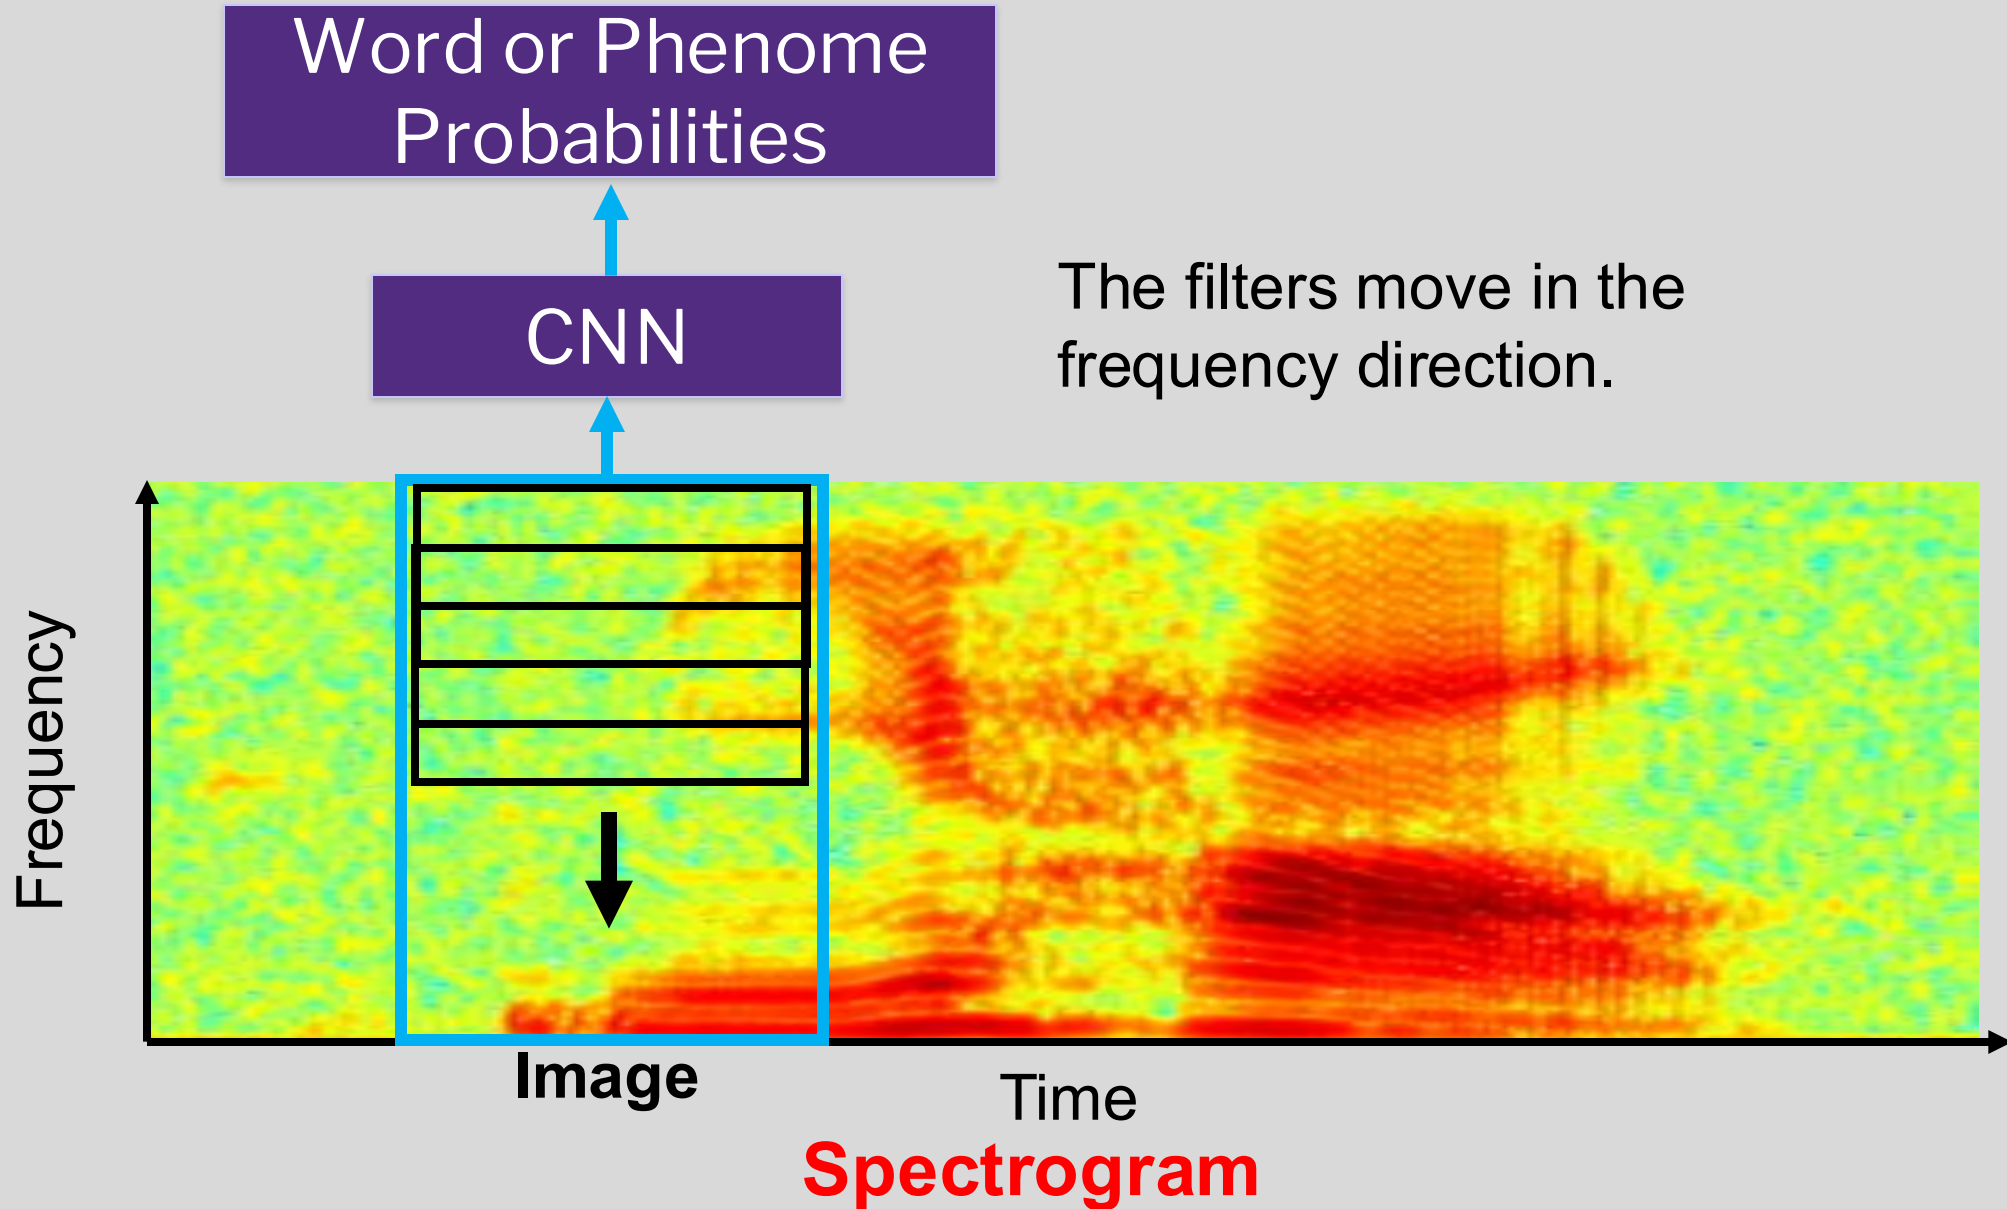 Word or Phenome
Probabilities
CNN
The filters move in the
frequency direction.
Frequency
Image
Time
Spectrogram